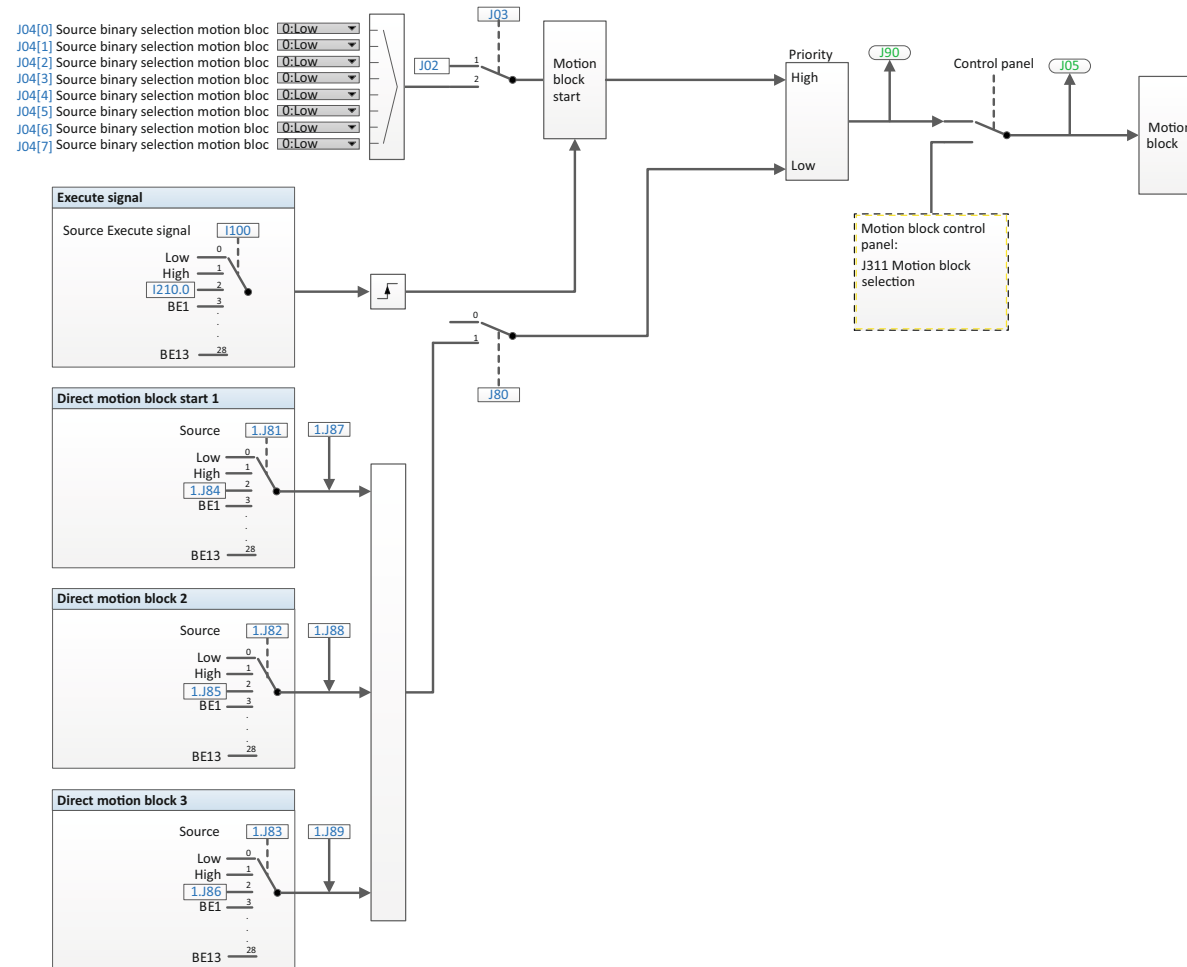 J04[0] Source binary selection motion bloc 0:Low
J04[1] Source binary selection motion bloc 0:Low
J04[2] Source binary selection motion bloc 0:Low
J04[3] Source binary selection motion bloc 0:Low
J04[4] Source binary selection motion bloc 0:Low
J04[5] Source binary selection motion bloc 0:Low
J04[6] Source binary selection motion bloc 0:Low
J04[7] Source binary selection motion bloc 0:Low
J03
J02
1
2
Motion
block
start
Priority
High
Low
J90
Control panel
J05
Motion
block
Motion block control
panel:
J311 Motion block
selection
Execute signal
Source Execute signal I100
Low 0
High 1
I210.0 2
BE1 3
.
.
BE13 28
0
1
J80
Direct motion block start 1
Source 1.J81 1.J87
Low 0
High 1
1.J84 2
BE1 3
.
.
.
BE13 28
Direct motion block 2
Source 1.J82 1.J88
Low 0
High 1
1.J85 2
BE1 3
.
.
.
BE13 28
Direct motion block 3
Source 1.J83 1.J89
Low 0
High 1
1.J86 2
BE1 3
.
.
.
BE13 28